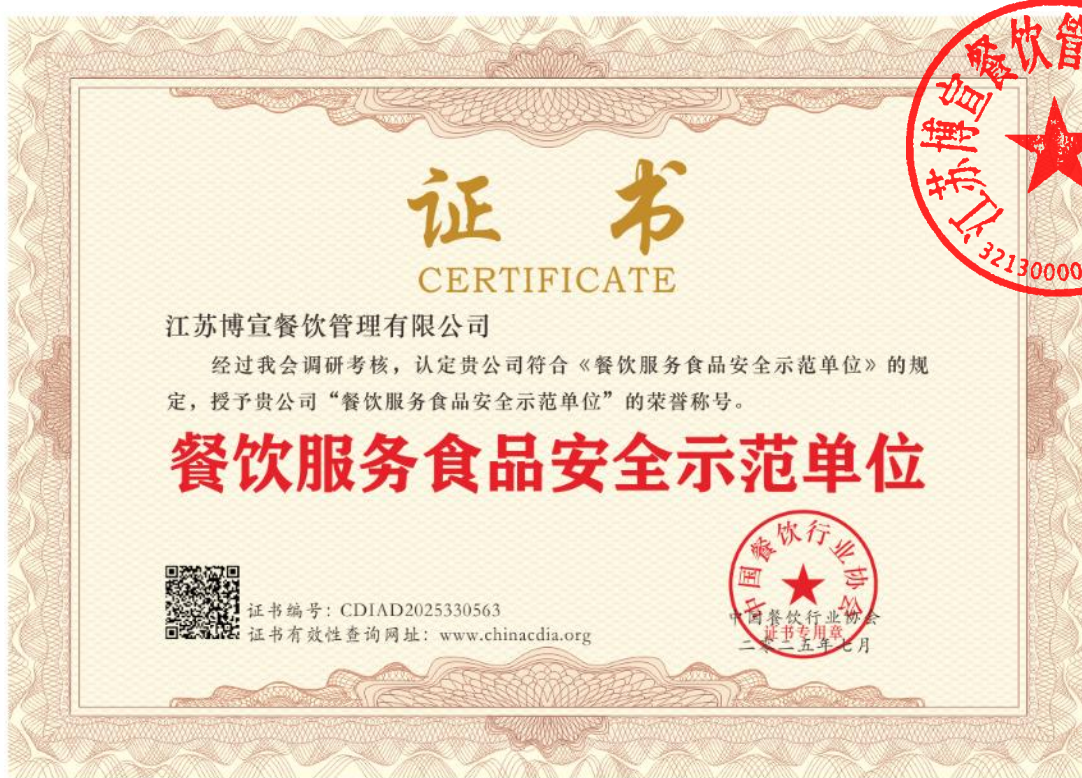 证 书
CERTIFICATE
江苏博宣餐饮管理有限公司
经过我会调研考核，认定贵公司符合《餐饮服务食品安全示范单位》的规
定，授予贵公司“餐饮服务食品安全示范单位”的荣誉称号。
餐饮服务食品安全示范单位
证书编号：CDIAD2025330563
证书有效性查询网址：www.chinacdia.org
中国餐饮行业协会
二零二五年七月
中国餐饮行业协会
证书专用章
江苏博宣餐饮管
32130000